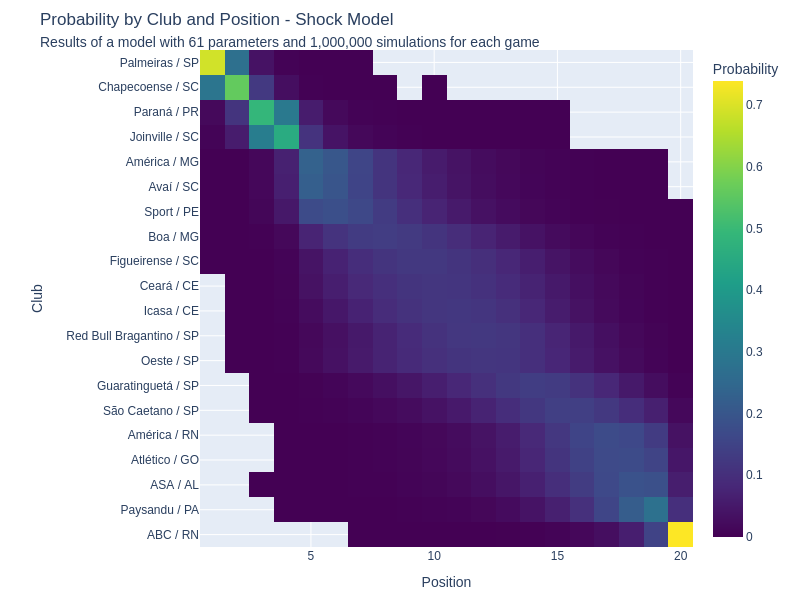 Probability by Club and Position - Shock Model
Results of a model with 61 parameters and 1,000,000 simulations for each game
Probability
Palmeiras / SP
Chapecoense / SC
Paraná / PR
Joinville / SC
América / MG
Avaí / SC
Sport / PE
Boa / MG
Figueirense / SC
Ceará / CE
Icasa / CE
Red Bull Bragantino / SP
Oeste / SP
Guaratinguetá / SP
São Caetano / SP
América / RN
Atlético / GO
ASA / AL
Paysandu / PA
ABC / RN
Club
5
10
15
20
Position
0.7
0.6
0.5
0.4
0.3
0.2
0.1
0